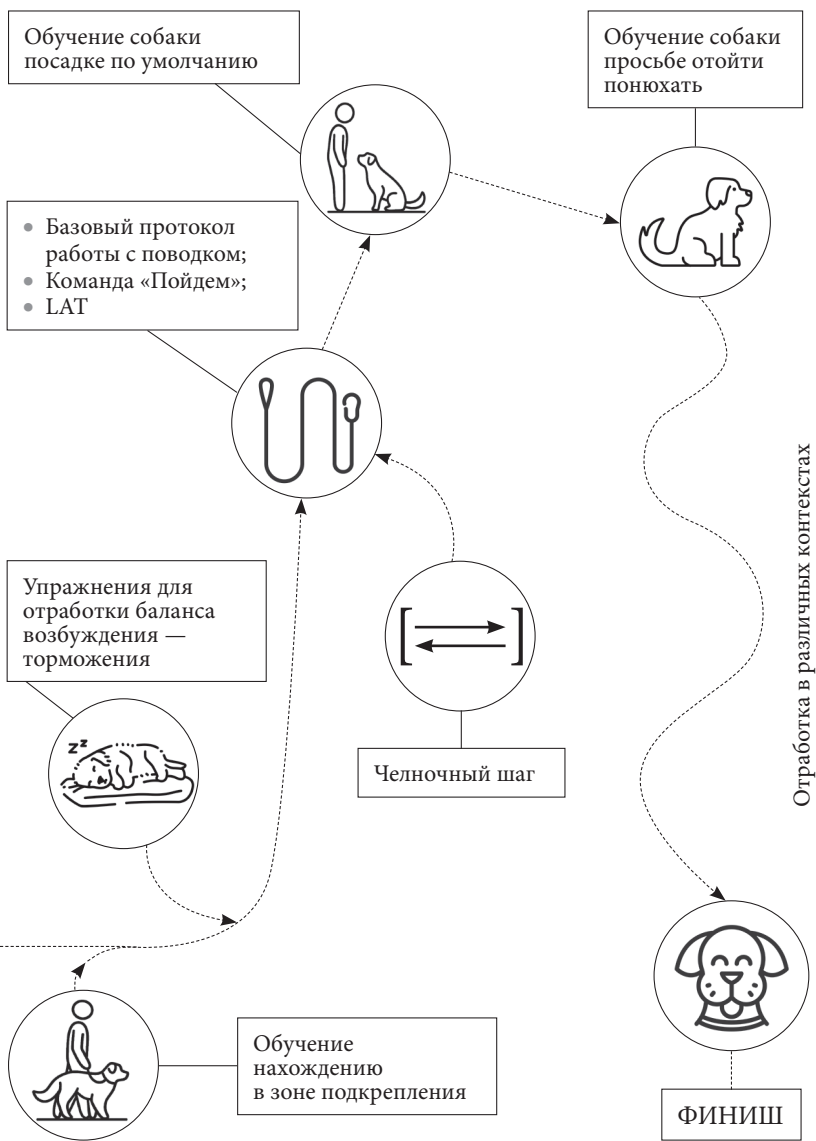 Обучение собаки
посадке по умолчанию
Обучение собаки
просьбе отойти
понюхать
Базовый протокол
работы с поводком;
Команда «Пойдем»;
LAT
Отработка в различных контекстах
Упражнения для
отработки баланса
возбуждения —
торможения
zz
Челночный шаг
Обучение
нахождению
в зоне подкрепления
ФИНИШ